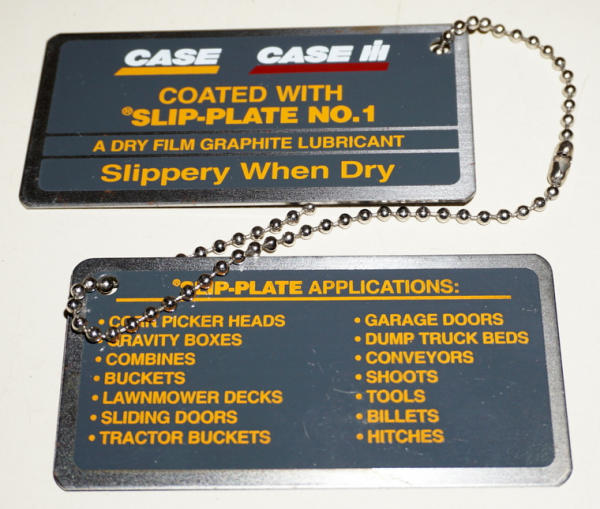 CASE CASE IH
COATED WITH
®SLIP-PLATE NO.1
A DRY FILM GRAPHITE LUBRICANT
Slippery When Dry
®SLIP-PLATE APPLICATIONS:
• CORN PICKER HEADS
• GRAVITY BOXES
• COMBINES
• BUCKETS
• LAWNMOWER DECKS
• SLIDING DOORS
• TRACTOR BUCKETS
• GARAGE DOORS
• DUMP TRUCK BEDS
• CONVEYORS
• SHOOTS
• TOOLS
• BILLETS
• HITCHES